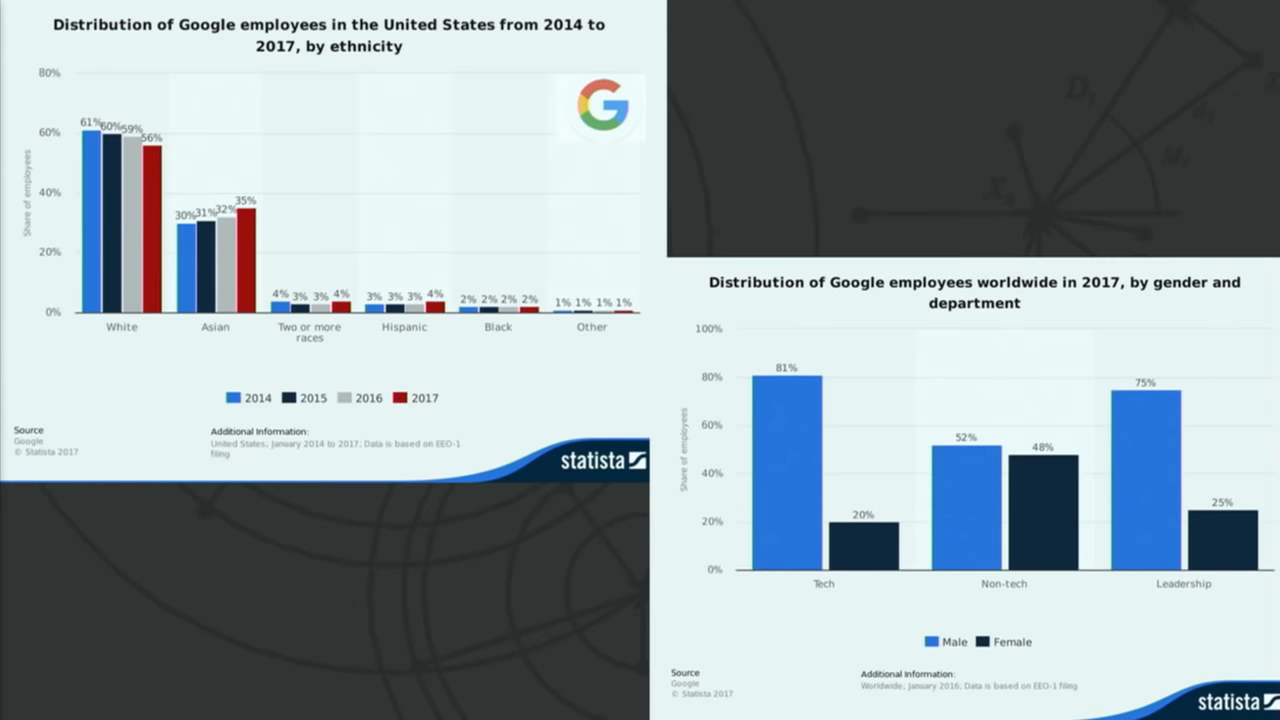 Distribution of Google employees in the United States from 2014 to
2017, by ethnicity
80%
60%
40%
20%
0%
Share of employees
61% 60% 59% 56%
30% 31% 32% 35%
4% 3% 3% 4%
3% 3% 3% 4%
2% 2% 2% 2%
1% 1% 1% 1%
White Asian Two or more Hispanic Black Other
races
2014 2015 2016 2017
Source
Google
© Statista 2017
Additional Information:
United States; January 2014 to 2017; Data is based on EEO-1
filing
statista
Distribution of Google employees worldwide in 2017, by gender and
department
100%
80%
60%
40%
20%
0%
Share of employees
81% 20%
52% 48%
75% 25%
Tech Non-tech Leadership
Male Female
Source
Google
© Statista 2017
Additional Information:
Worldwide; January 2016; Data is based on EEO-1 filing
statista